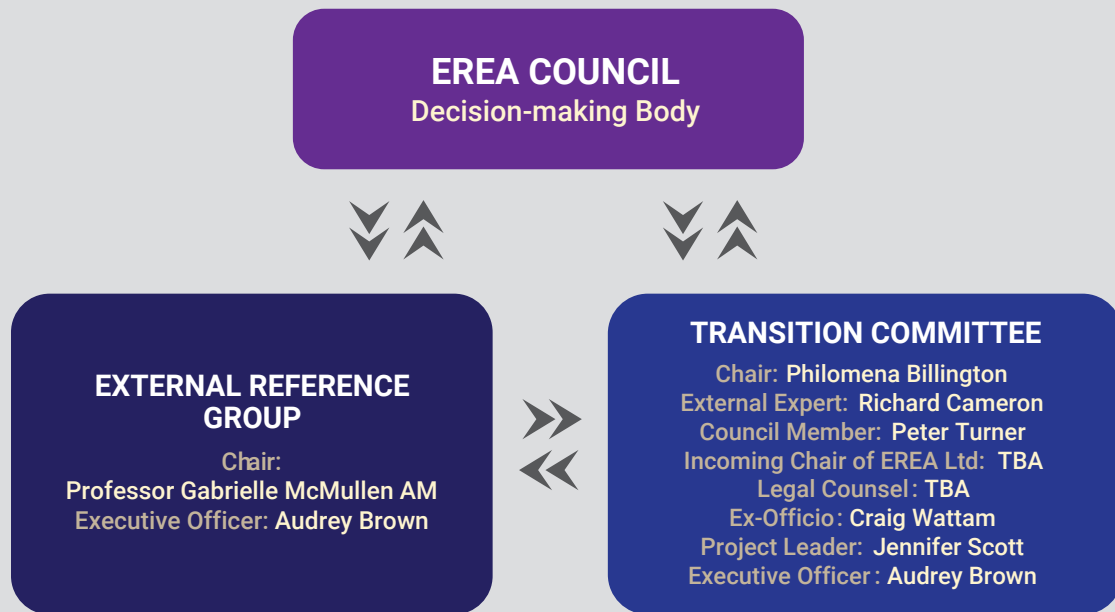 EREA COUNCIL
Decision-making Body
EXTERNAL REFERENCE
GROUP
Chair:
Professor Gabrielle McMullen AM
Executive Officer: Audrey Brown
TRANSITION COMMITTEE
Chair: Philomena Billington
External Expert: Richard Cameron
Council Member: Peter Turner
Incoming Chair of EREA Ltd: TBA
Legal Counsel: TBA
Ex-Officio: Craig Wattam
Project Leader: Jennifer Scott
Executive Officer: Audrey Brown